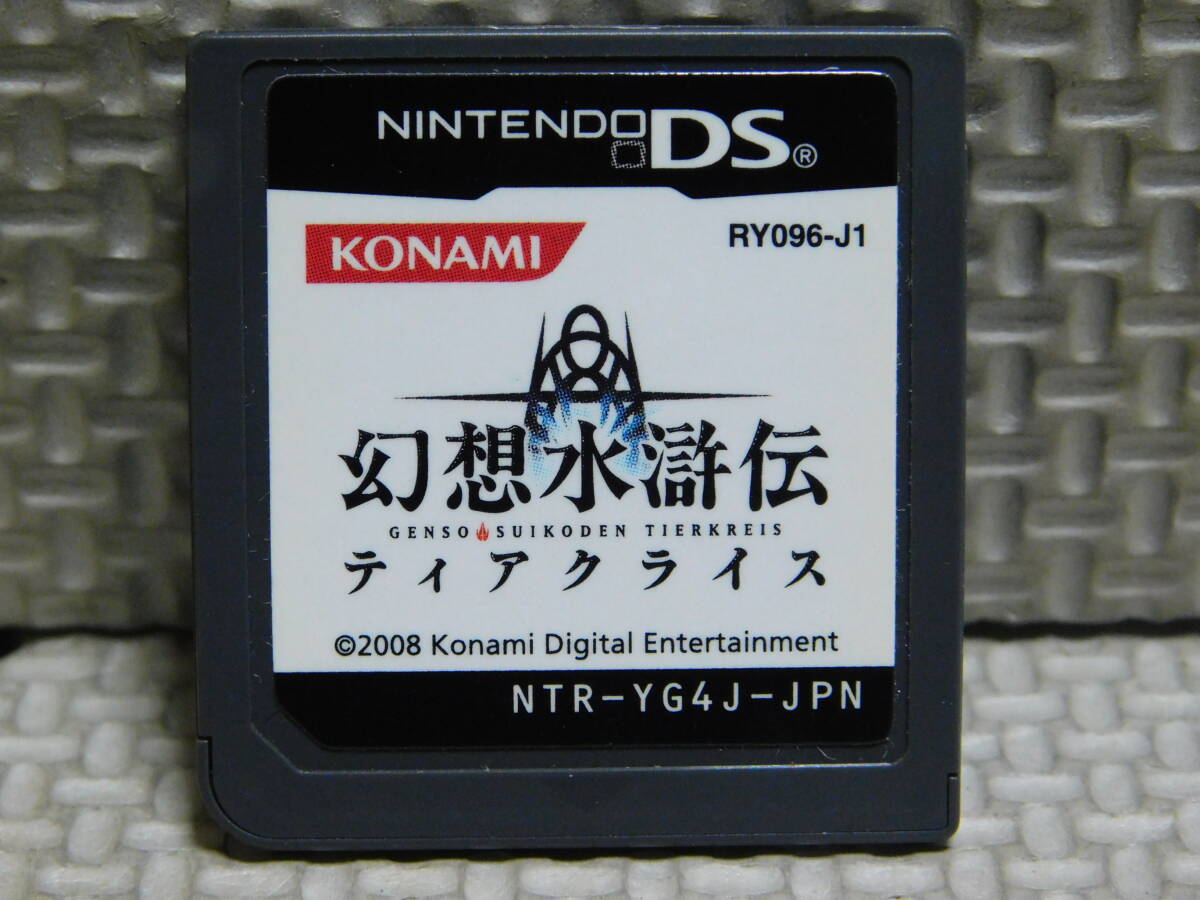 NINTENDO DS®
KONAMI
RY096-J1
幻想水滸伝
GENSO SUIKODEN TIERKREIS
ティアクライス
©2008 Konami Digital Entertainment
NTR-YG4J-JPN